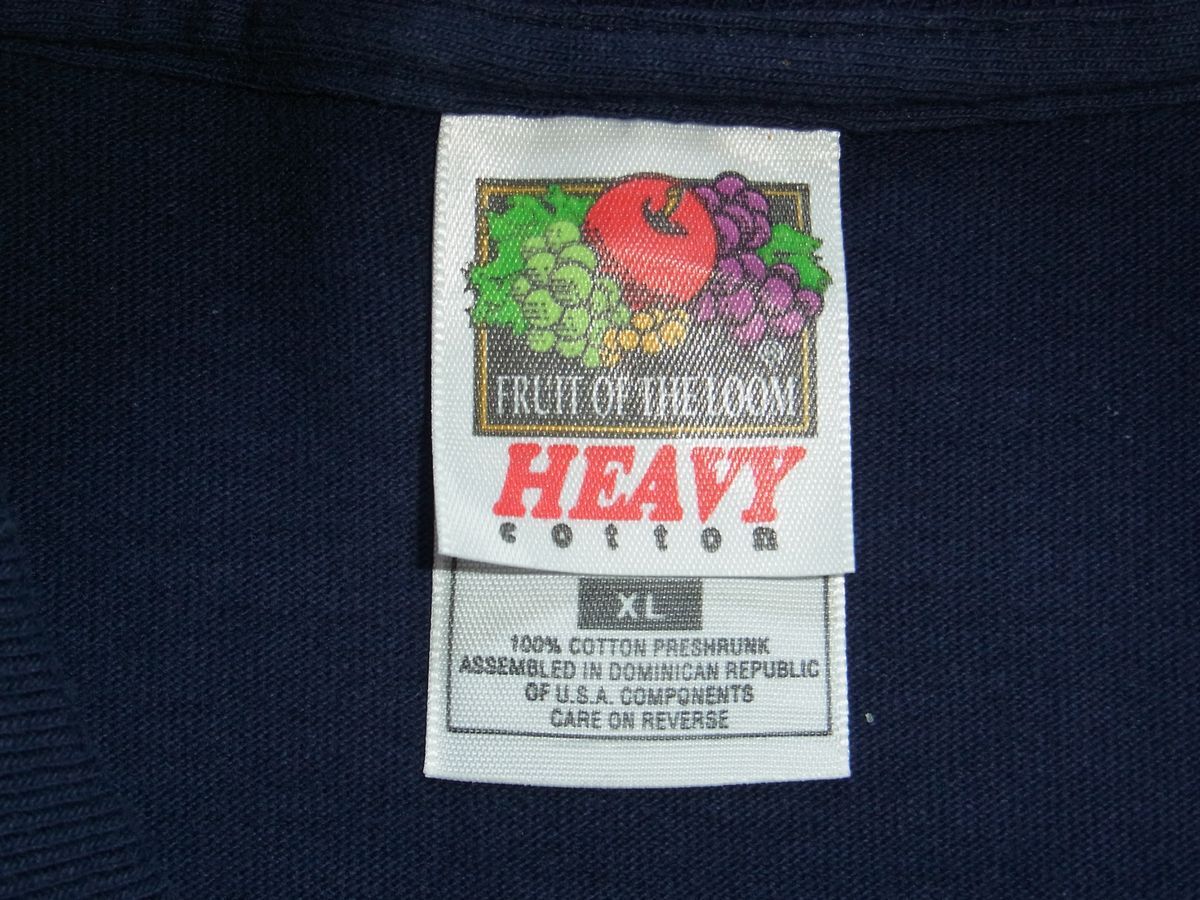 ®
FRUIT OF THE LOOM
HEAVY
cotton
XL
100% COTTON PRESHRUNK
ASSEMBLED IN DOMINICAN REPUBLIC
OF U.S.A. COMPONENTS
CARE ON REVERSE